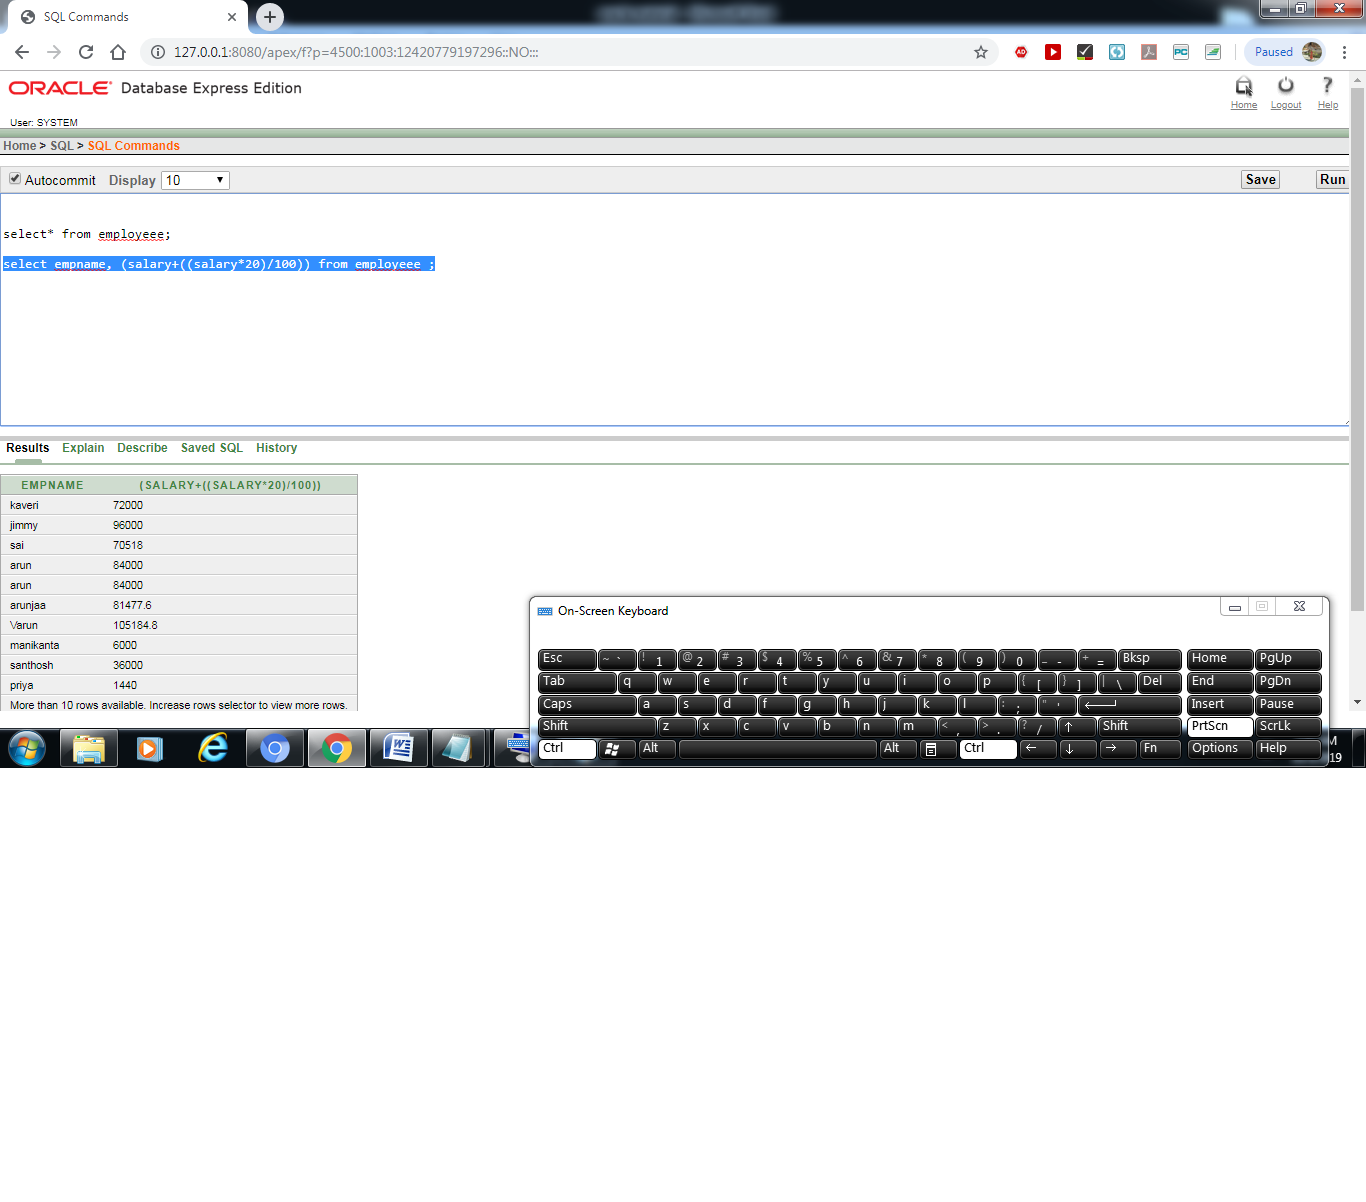 SQL Commands
127.0.0.1:8080/apex/f?p=4500:1003:12420779197296::NO:::
Paused
ORACLE Database Express Edition
Home Logout Help
User: SYSTEM
Home > SQL > SQL Commands
Autocommit Display 10 Save Run
select* from employeee;
select empname, (salary+((salary*20)/100)) from employeee ;
Results Explain Describe Saved SQL History
EMPNAME (SALARY+((SALARY*20)/100))
kaveri 72000
jimmy 96000
sai 70518
arun 84000
arun 84000
arunjaa 81477.6
Varun 105184.8
manikanta 6000
santhosh 36000
priya 1440
More than 10 rows available. Increase rows selector to view more rows.
On-Screen Keyboard
Esc ~ ` ! 1 @ 2 # 3 $ 4 % 5 ^ 6 & 7 * 8 ( 9 ) 0 _ - + = Bksp Home PgUp
Tab q w e r t y u i o p { [ } ] | \ Del End PgDn
Caps a s d f g h j k l : ; " ' Insert Pause
Shift z x c v b n m < , > . ? / ↑ Shift PrtScn ScrLk
Ctrl Alt Alt Ctrl ← ↓ → Fn Options Help
M
19